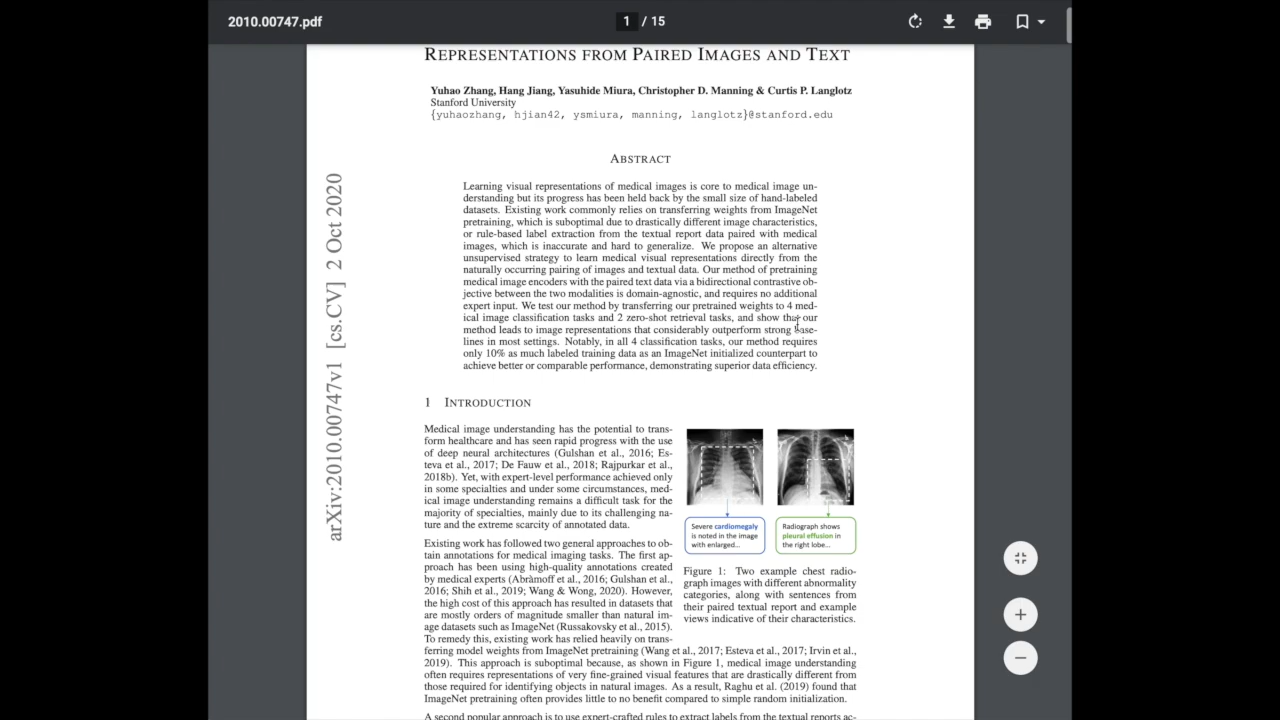 2010.00747.pdf
1 / 15
REPRESENTATIONS FROM PAIRED IMAGES AND TEXT
Yuhao Zhang, Hang Jiang, Yasuhide Miura, Christopher D. Manning & Curtis P. Langlotz
Stanford University
{yuhaozhang, hjian42, ysmiura, manning, langlotz}@stanford.edu
arXiv:2010.00747v1 [cs.CV] 2 Oct 2020
ABSTRACT
Learning visual representations of medical images is core to medical image un-
derstanding but its progress has been held back by the small size of hand-labeled
datasets. Existing work commonly relies on transferring weights from ImageNet
pretraining, which is suboptimal due to drastically different image characteristics,
or rule-based label extraction from the textual report data paired with medical
images, which is inaccurate and hard to generalize. We propose an alternative
unsupervised strategy to learn medical visual representations directly from the
naturally occurring pairing of images and textual data. Our method of pretraining
medical image encoders with the paired text data via a bidirectional contrastive ob-
jective between the two modalities is domain-agnostic, and requires no additional
expert input. We test our method by transferring our pretrained weights to 4 med-
ical image classification tasks and 2 zero-shot retrieval tasks, and show that our
method leads to image representations that considerably outperform strong base-
lines in most settings. Notably, in all 4 classification tasks, our method requires
only 10% as much labeled training data as an ImageNet initialized counterpart to
achieve better or comparable performance, demonstrating superior data efficiency.
1 INTRODUCTION
Medical image understanding has the potential to trans-
form healthcare and has seen rapid progress with the use
of deep neural architectures (Gulshan et al., 2016; Es-
teva et al., 2017; De Fauw et al., 2018; Rajpurkar et al.,
2018b). Yet, with expert-level performance achieved only
in some specialties and under some circumstances, med-
ical image understanding remains a difficult task for the
majority of specialties, mainly due to its challenging na-
ture and the extreme scarcity of annotated data.
Existing work has followed two general approaches to ob-
tain annotations for medical imaging tasks. The first ap-
proach has been using high-quality annotations created
by medical experts (Abràmoff et al., 2016; Gulshan et al.,
2016; Shih et al., 2019; Wang & Wong, 2020). However,
the high cost of this approach has resulted in datasets that
are mostly orders of magnitude smaller than natural im-
age datasets such as ImageNet (Russakovsky et al., 2015).
To remedy this, existing work has relied heavily on trans-
Severe cardiomegaly
is noted in the image
with enlarged...
Radiograph shows
pleural effusion in
the right lobe...
Figure 1: Two example chest radio-
graph images with different abnormality
categories, along with sentences from
their paired textual report and example
views indicative of their characteristics.
ferring model weights from ImageNet pretraining (Wang et al., 2017; Esteva et al., 2017; Irvin et al.,
2019). This approach is suboptimal because, as shown in Figure 1, medical image understanding
often requires representations of very fine-grained visual features that are drastically different from
those required for identifying objects in natural images. As a result, Raghu et al. (2019) found that
ImageNet pretraining often provides little to no benefit compared to simple random initialization.
A second popular approach is to use expert-crafted rules to extract labels from the textual reports ac-